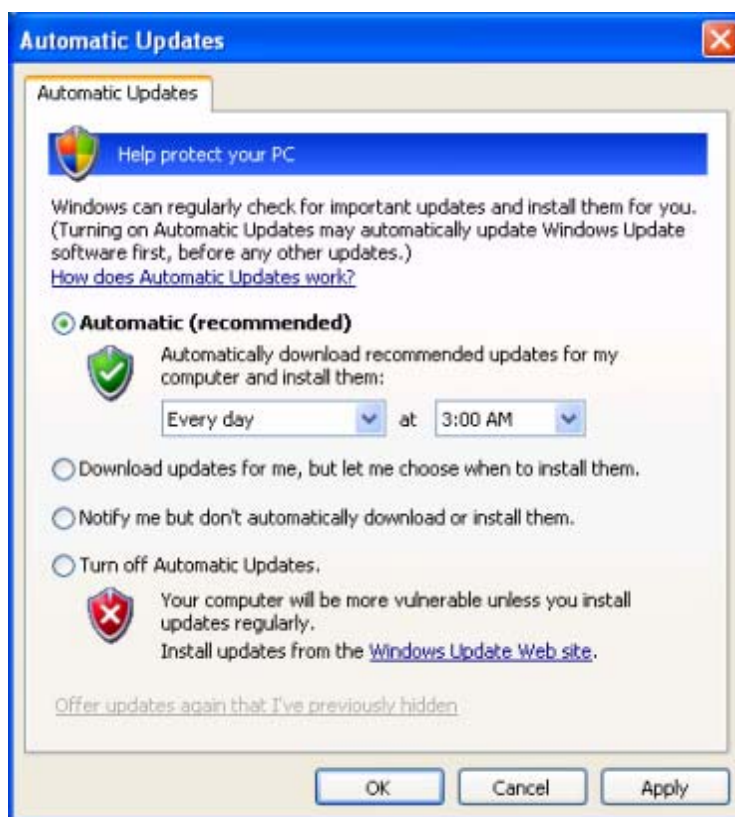 Automatic Updates
Automatic Updates
Help protect your PC
Windows can regularly check for important updates and install them for you.
(Turning on Automatic Updates may automatically update Windows Update
software first, before any other updates.)
How does Automatic Updates work?
Automatic (recommended)
Automatically download recommended updates for my
computer and install them:
Every day at 3:00 AM
Download updates for me, but let me choose when to install them.
Notify me but don't automatically download or install them.
Turn off Automatic Updates.
Your computer will be more vulnerable unless you install
updates regularly.
Install updates from the Windows Update Web site.
Offer updates again that I've previously hidden
OK Cancel Apply